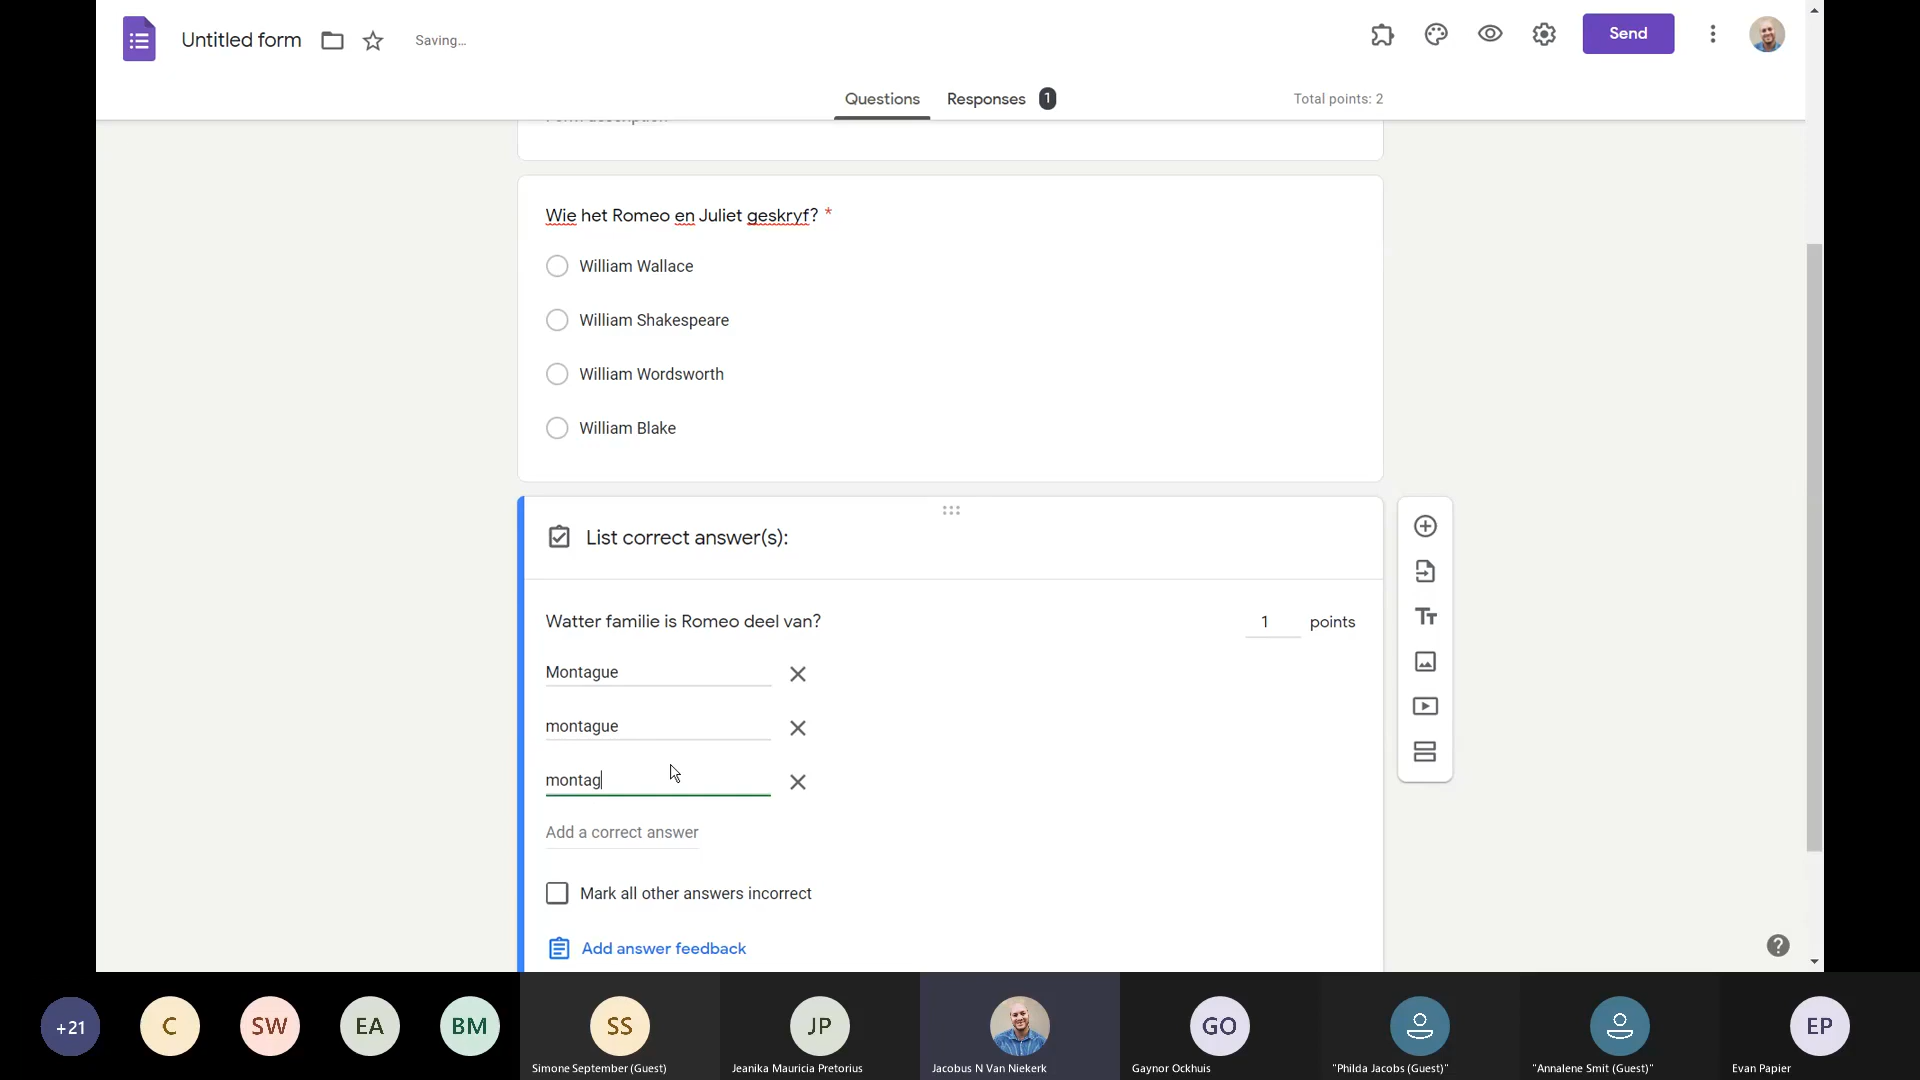 Untitled form
Saving...
Send
Questions
Responses
1
Total points: 2
Form description
Wie het Romeo en Juliet geskryf? *
William Wallace
William Shakespeare
William Wordsworth
William Blake
List correct answer(s):
Watter familie is Romeo deel van?
1 points
Montague
montague
montag
Add a correct answer
Mark all other answers incorrect
Add answer feedback
+21
C
SW
EA
BM
SS
JP
GO
EP
Simone September (Guest)
Jeanika Mauricia Pretorius
Jacobus N Van Niekerk
Gaynor Ockhuis
"Philda Jacobs (Guest)"
"Annalene Smit (Guest)"
Evan Papier